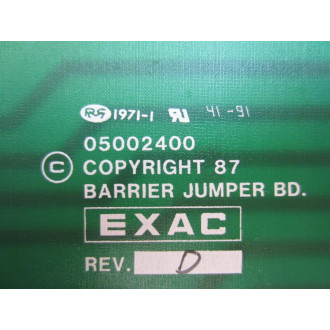 1971-1 41-91
05002400
© COPYRIGHT 87
BARRIER JUMPER BD.
EXAC
REV. D